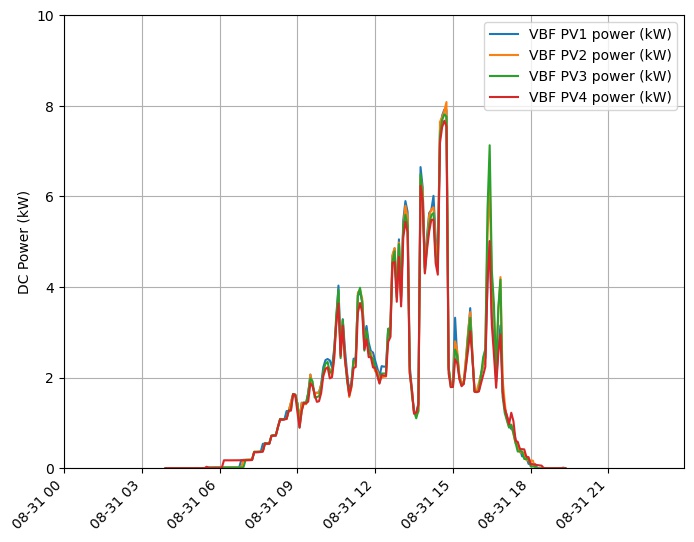 10
8
6
4
2
0
DC Power (kW)
VBF PV1 power (kW)
VBF PV2 power (kW)
VBF PV3 power (kW)
VBF PV4 power (kW)
08-31 00
08-31 03
08-31 06
08-31 09
08-31 12
08-31 15
08-31 18
08-31 21